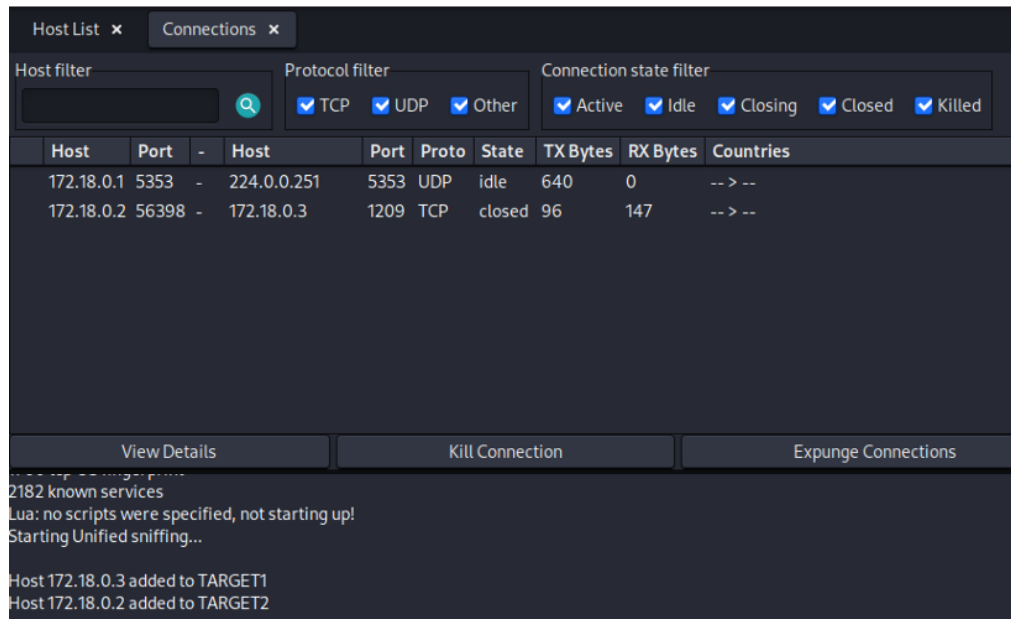 Host List × Connections ×
Host filter Protocol filter Connection state filter
TCP UDP Other Active Idle Closing Closed Killed
Host Port - Host Port Proto State TX Bytes RX Bytes Countries
172.18.0.1 5353 - 224.0.0.251 5353 UDP idle 640 0 --> --
172.18.0.2 56398 - 172.18.0.3 1209 TCP closed 96 147 --> --
View Details Kill Connection Expunge Connections
2182 known services
Lua: no scripts were specified, not starting up!
Starting Unified sniffing...
Host 172.18.0.3 added to TARGET1
Host 172.18.0.2 added to TARGET2